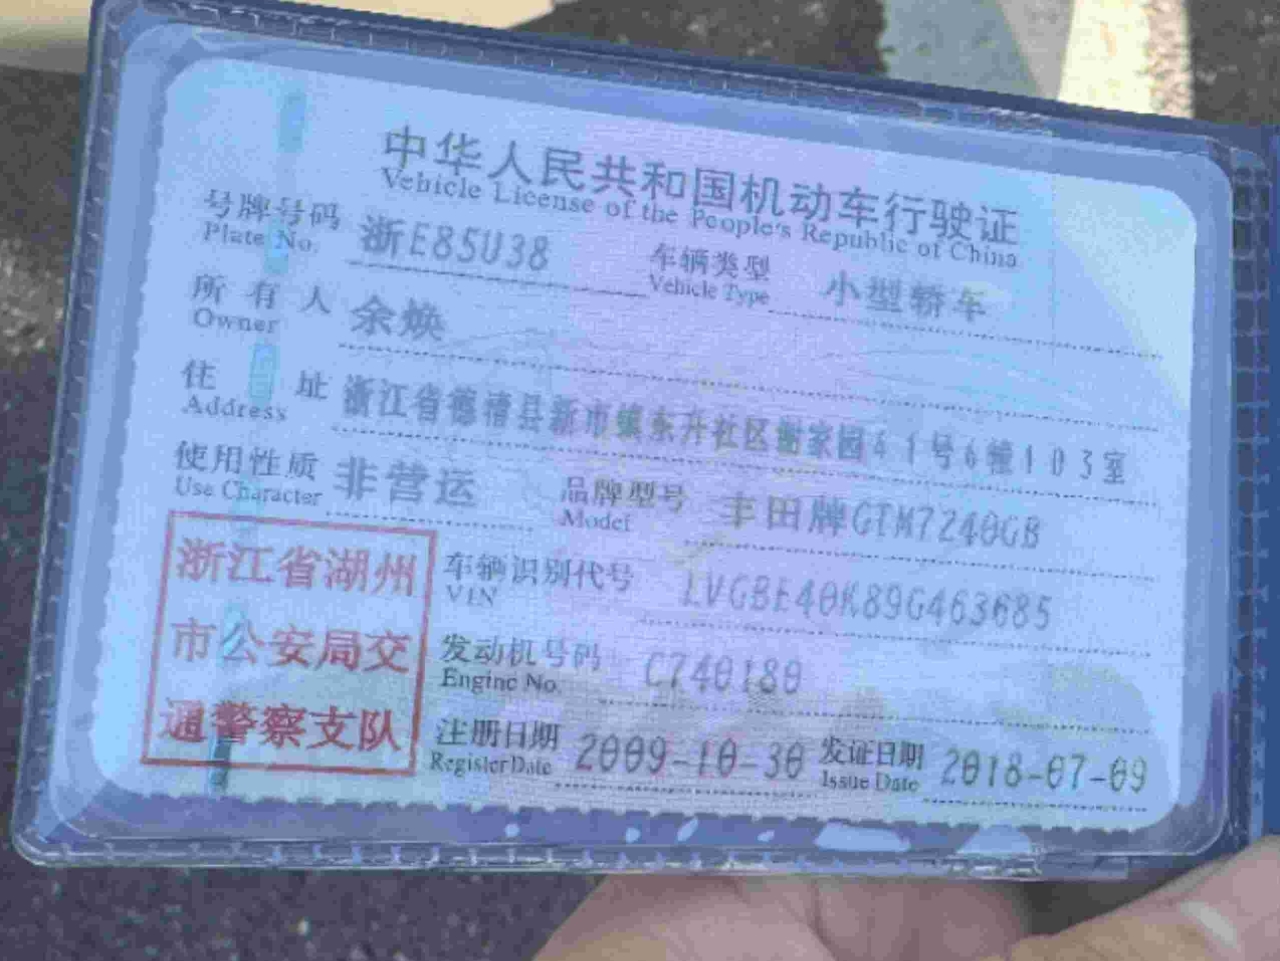 中华人民共和国机动车行驶证
Vehicle License of the People's Republic of China
号牌号码 浙E85U38 车辆类型 小型轿车
Plate No. Vehicle Type
所有人 余焕
Owner
住址 浙江省德清县新市镇东升社区谢家园41号6幢103室
Address
使用性质 非营运 品牌型号 丰田牌GTM7240GB
Use Character Model
浙江省湖州
市公安局交
通警察支队
车辆识别代号 LVGBE40K89G463685
VIN
发动机号码 C740180
Engine No.
注册日期 2009-10-30 发证日期 2018-07-09
Register Date Issue Date